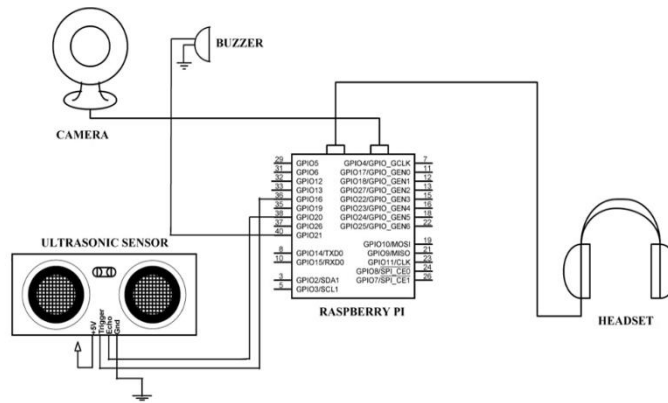 BUZZER
CAMERA
29 GPIO5 GPIO4/GPIO_GCLK 7
31 GPIO6 GPIO17/GPIO_GEN0 11
32 GPIO12 GPIO18/GPIO_GEN1 12
33 GPIO13 GPIO27/GPIO_GEN2 13
36 GPIO16 GPIO22/GPIO_GEN3 15
35 GPIO19 GPIO23/GPIO_GEN4 16
38 GPIO20 GPIO24/GPIO_GEN5 18
37 GPIO26 GPIO25/GPIO_GEN6 22
40 GPIO21
GPIO10/MOSI 19
8 GPIO14/TXD0 GPIO9/MISO 21
10 GPIO15/RXD0 GPIO11/CLK 23
GPIO8/SPI_CE0 24
3 GPIO2/SDA1 GPIO7/SPI_CE1 26
5 GPIO3/SCL1
RASPBERRY PI
ULTRASONIC SENSOR
+5V
Trigger
Echo
Gnd
HEADSET